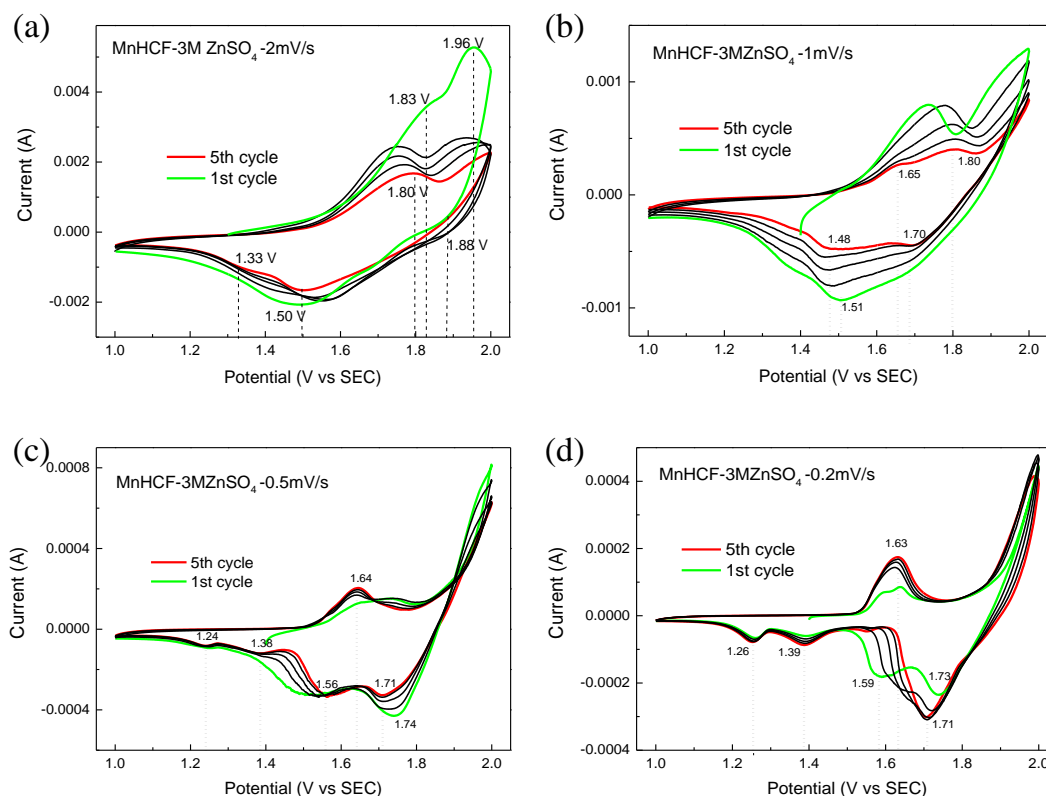 (a)
MnHCF-3M ZnSO4 -2mV/s
1.96 V
1.83 V
5th cycle
1st cycle
1.80 V
1.88 V
1.33 V
1.50 V
0.004
0.002
0.000
-0.002
Current (A)
1.0 1.2 1.4 1.6 1.8 2.0
Potential (V vs SEC)
(b)
MnHCF-3MZnSO4 -1mV/s
5th cycle
1st cycle
1.65
1.80
1.48
1.70
1.51
0.001
0.000
-0.001
Current (A)
1.0 1.2 1.4 1.6 1.8 2.0
Potential (V vs SEC)
(c)
MnHCF-3MZnSO4 -0.5mV/s
5th cycle
1st cycle
1.64
1.24
1.38
1.56
1.71
1.74
0.0008
0.0004
0.0000
-0.0004
Current (A)
1.0 1.2 1.4 1.6 1.8 2.0
Potential (V vs SEC)
(d)
MnHCF-3MZnSO4 -0.2mV/s
5th cycle
1st cycle
1.63
1.26
1.39
1.59
1.73
1.71
0.0004
0.0002
0.0000
-0.0002
-0.0004
Current (A)
1.0 1.2 1.4 1.6 1.8 2.0
Potential (V vs SEC)